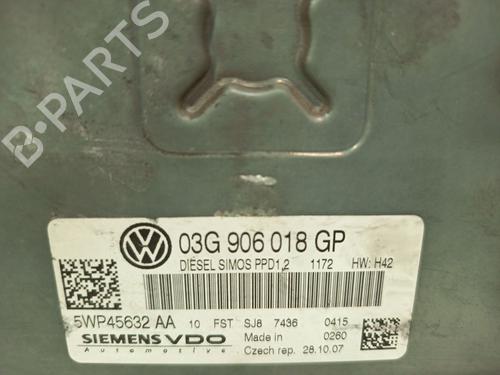 B-PARTS
03G 906 018 GP
DIESEL SIMOS PPD1,2 1172 HW: H42
5WP45632 AA 10 FST SJ8 7436 0415
SIEMENS VDO Made in 0260
Automotive Czech rep. 28.10.07